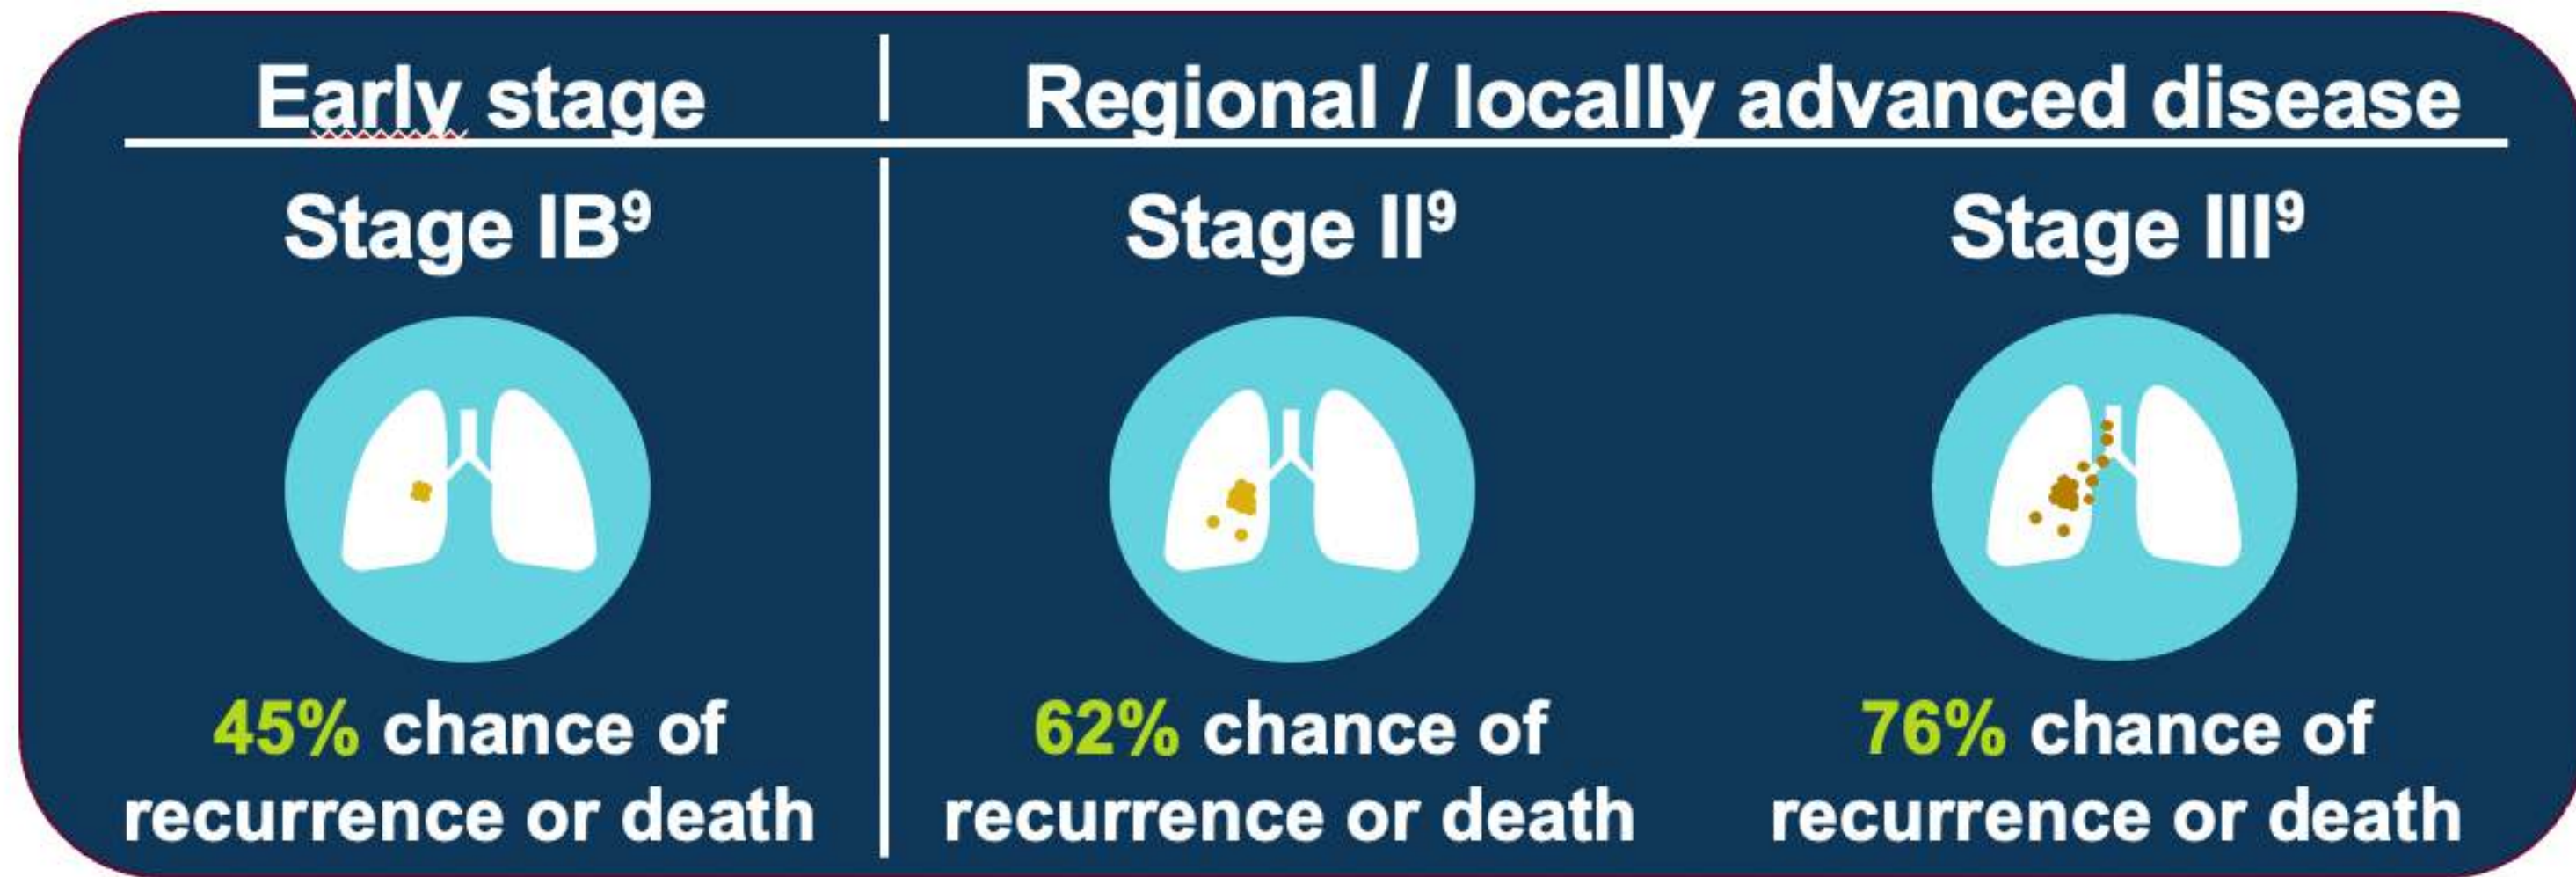 Early stage
Regional / locally advanced disease
Stage IB⁹
Stage II⁹
Stage III⁹
45% chance of
recurrence or death
62% chance of
recurrence or death
76% chance of
recurrence or death